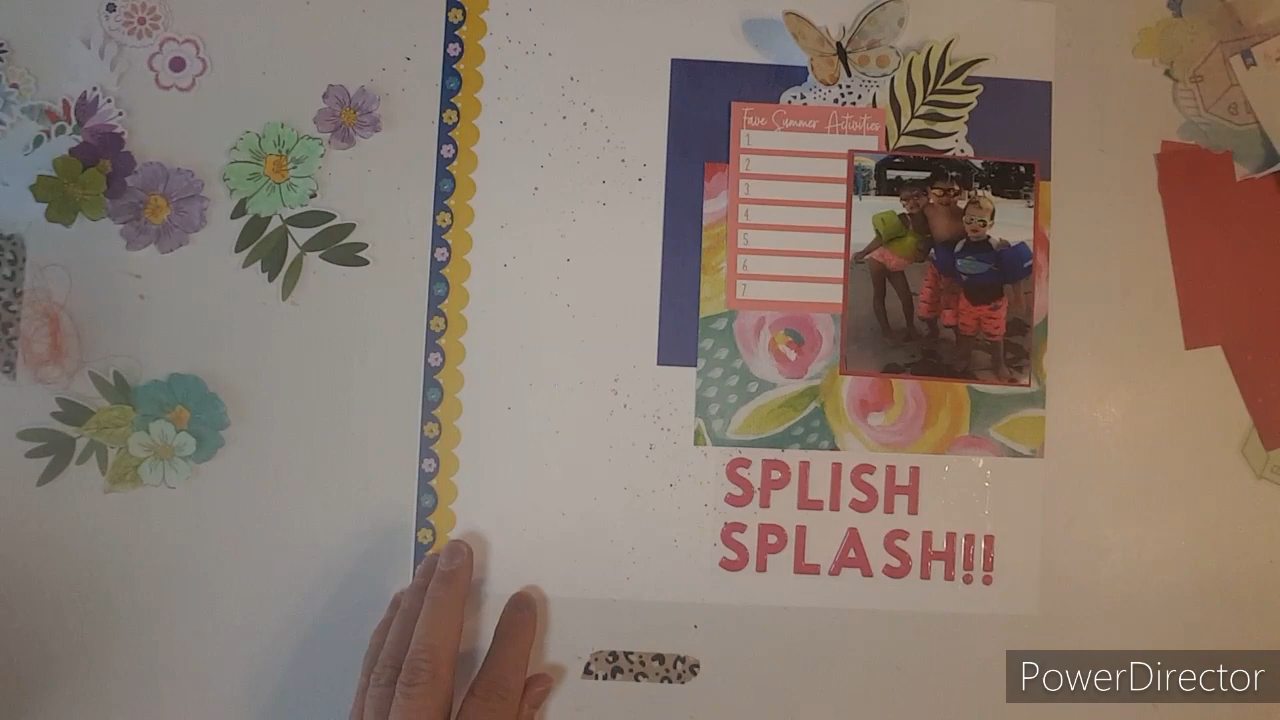 Fave Summer Activities
1.
2.
3.
4.
5.
6.
7.
SPLISH
SPLASH!!
PowerDirector